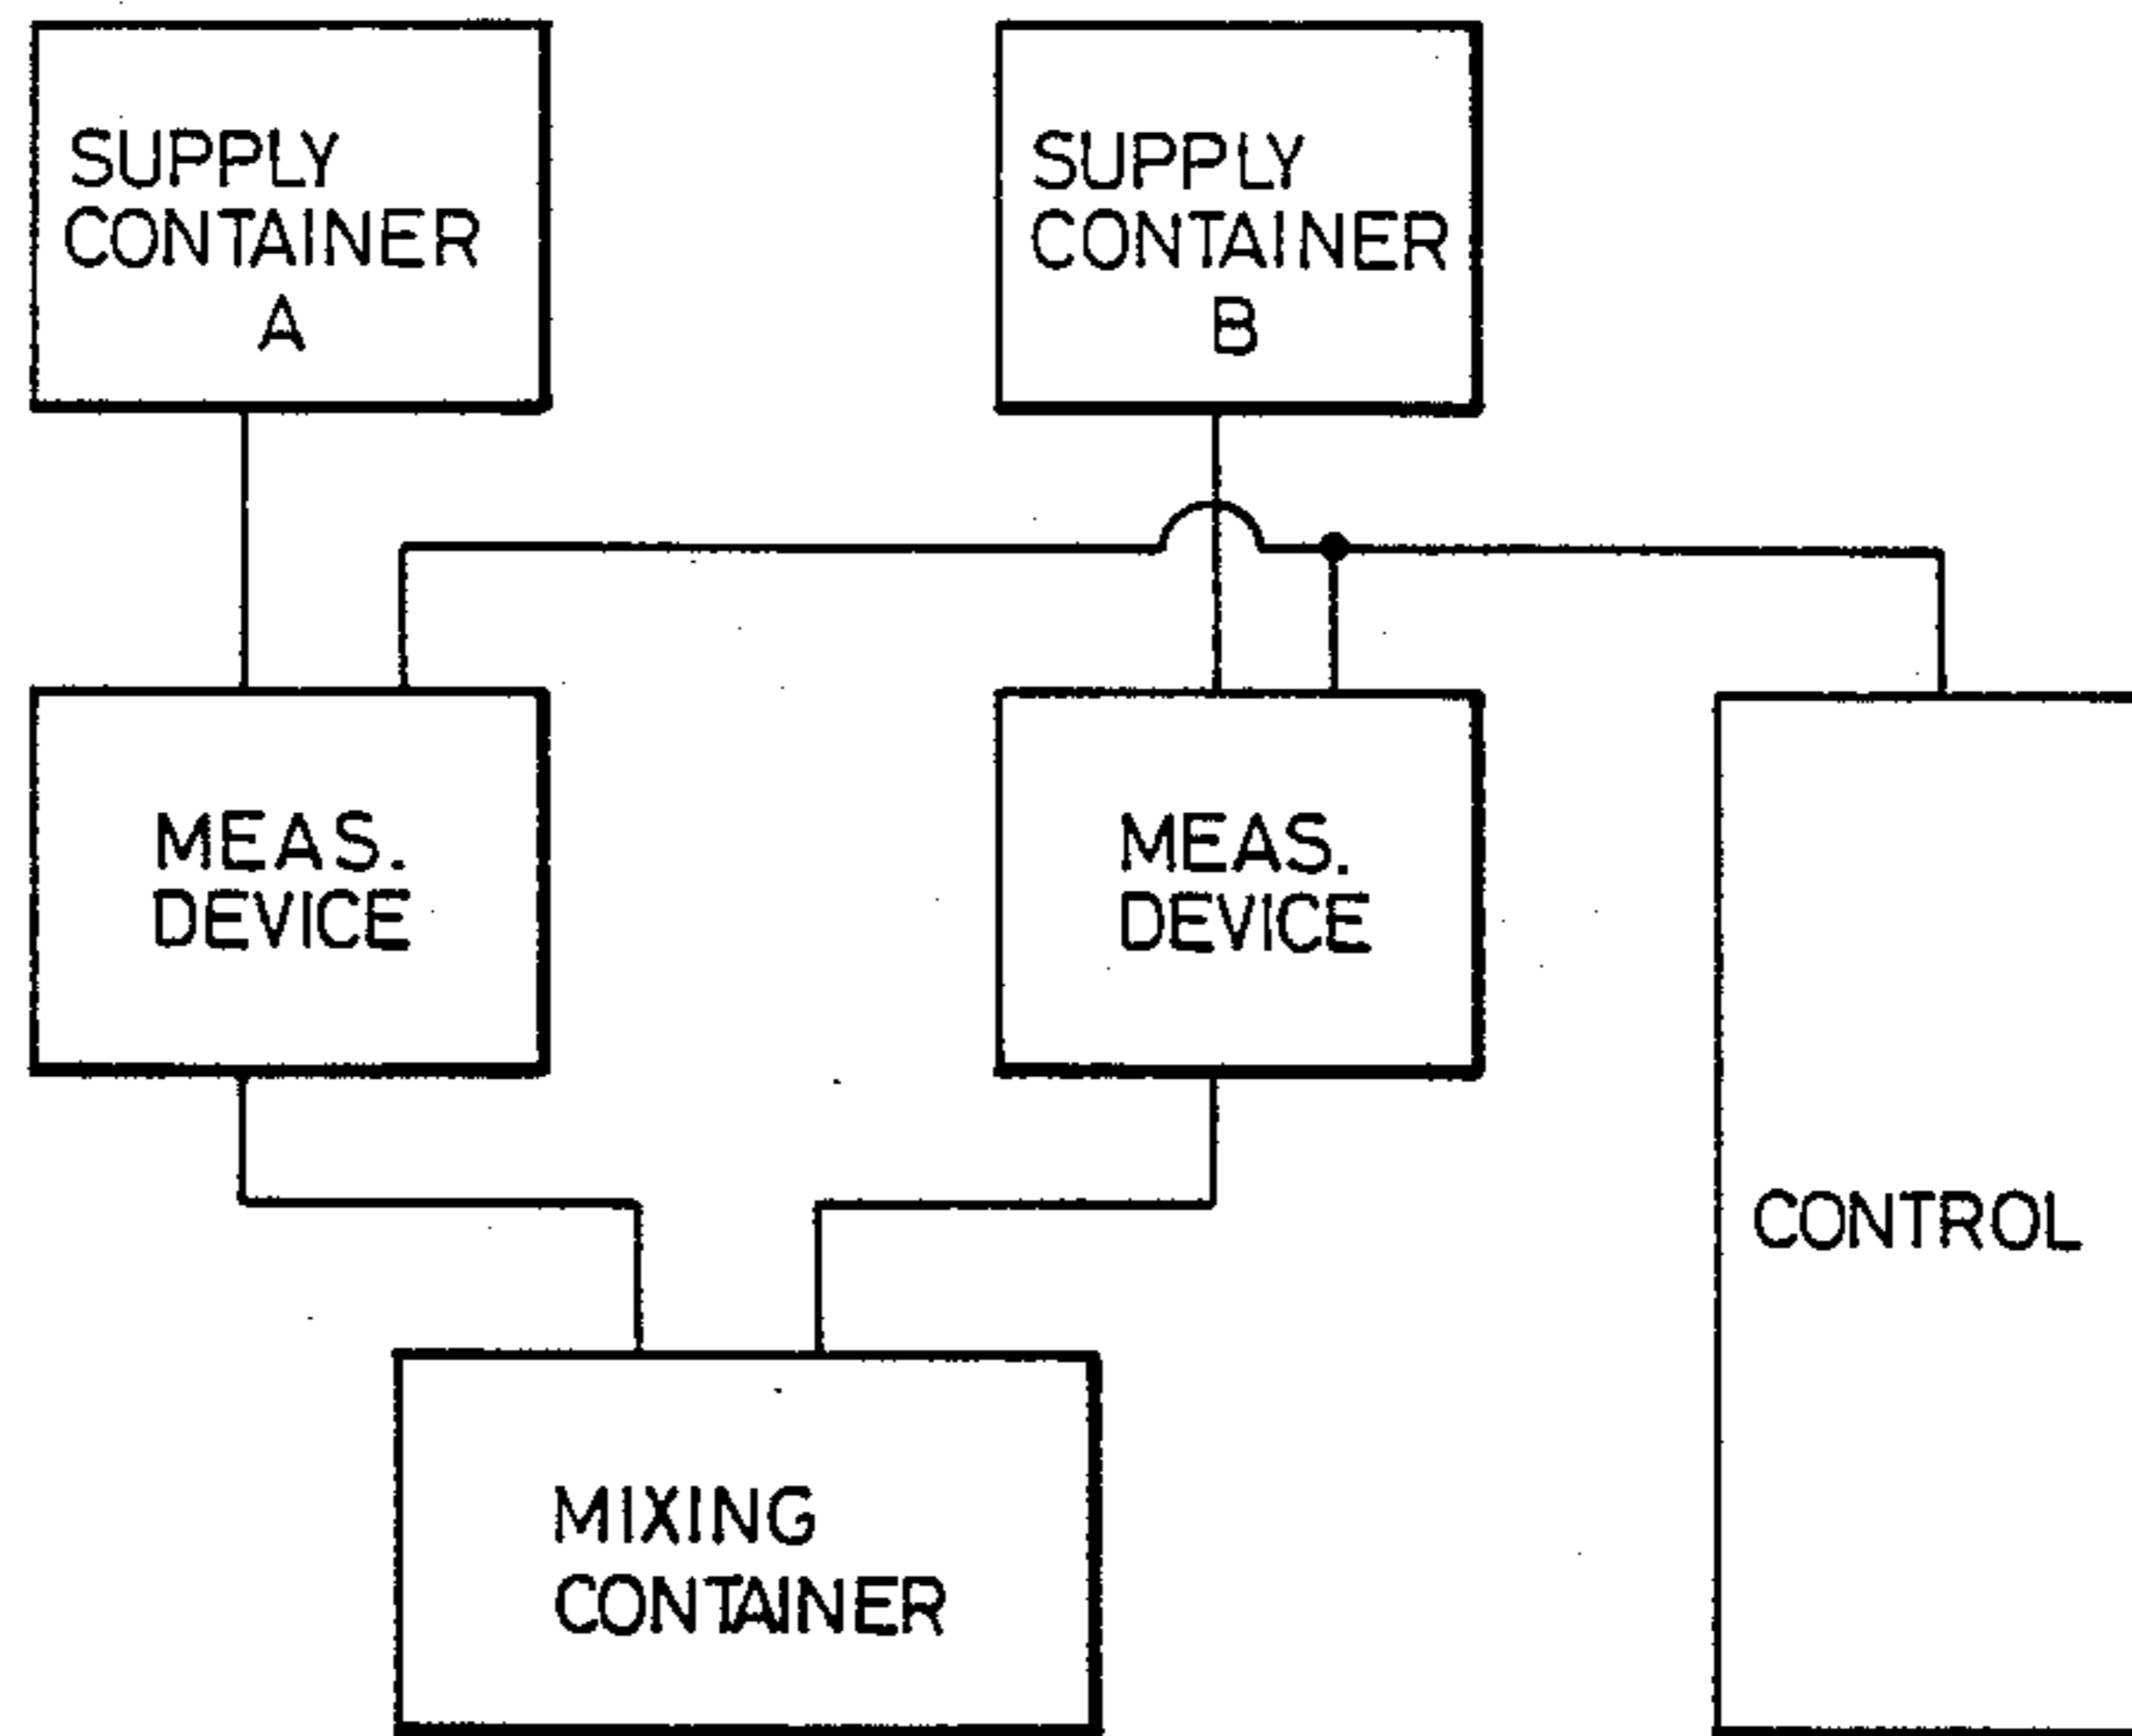 SUPPLY
CONTAINER
A
SUPPLY
CONTAINER
B
MEAS.
DEVICE
MEAS.
DEVICE
CONTROL
MIXING
CONTAINER